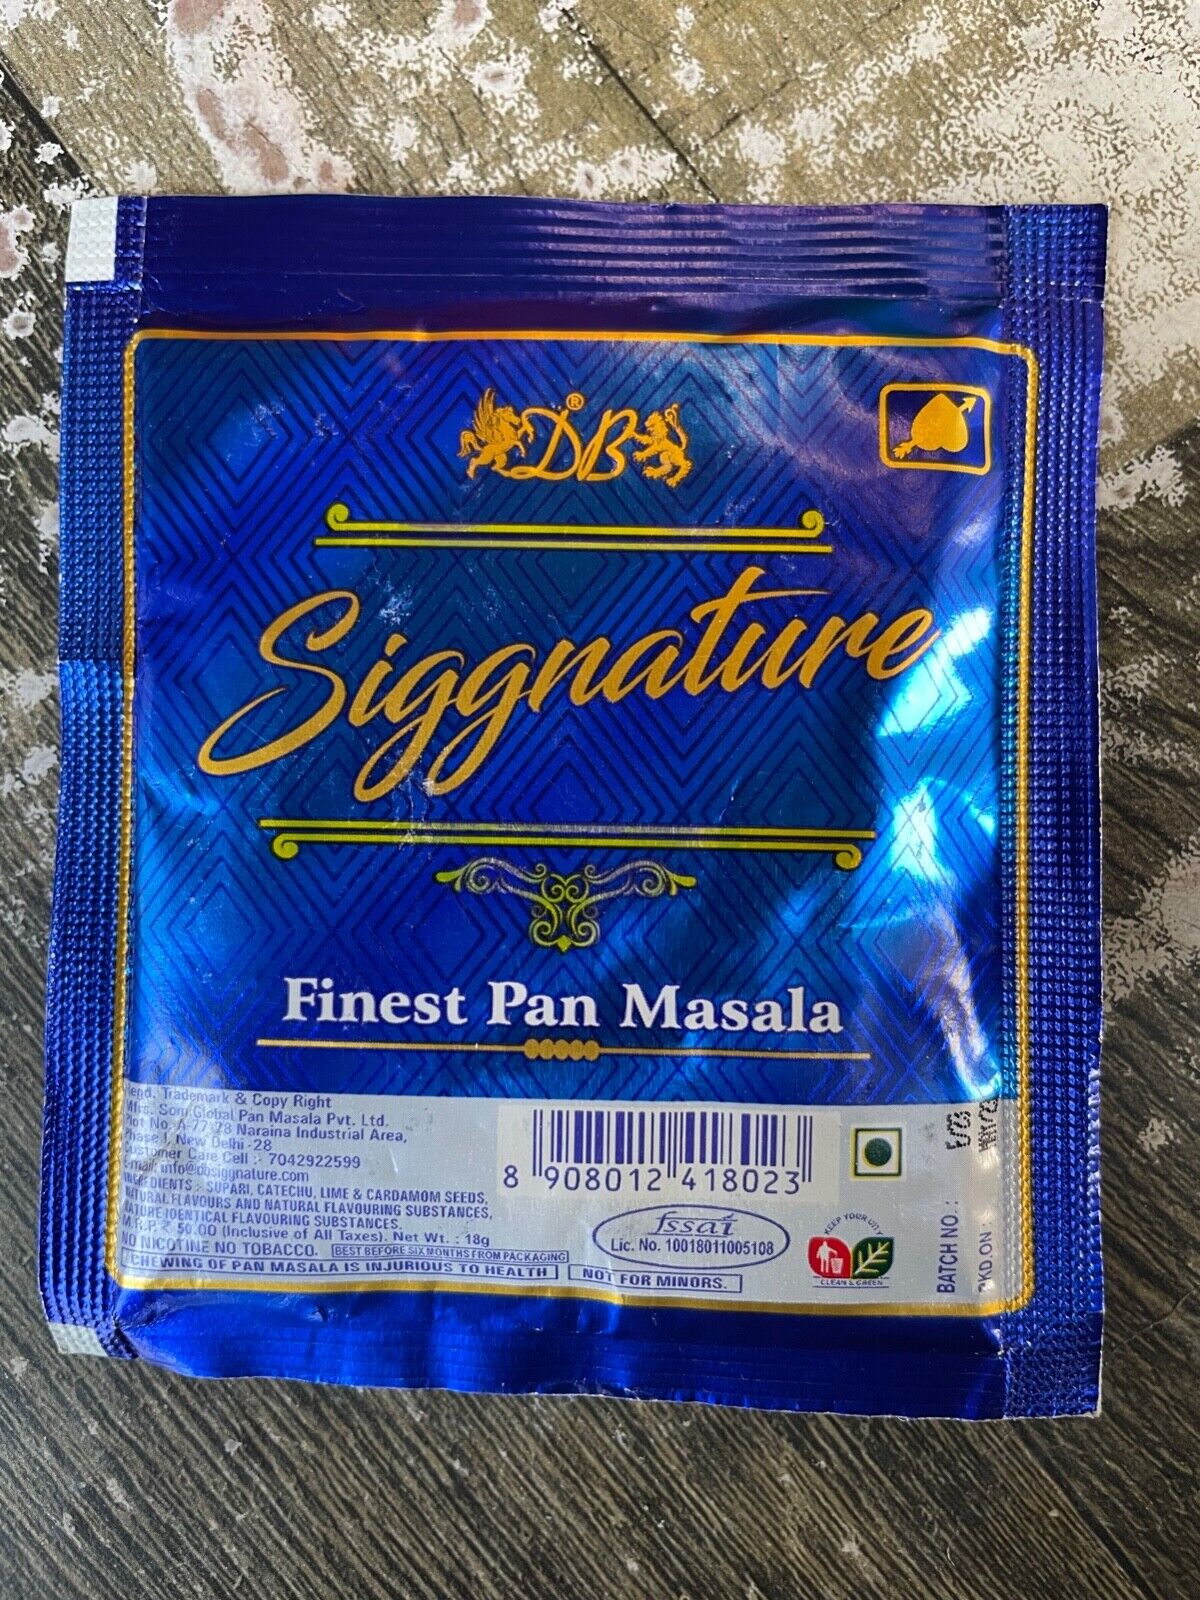 DB®
Siggnature
Finest Pan Masala
Trademark & Copy Right
Mfrs. Som Global Pan Masala Pvt. Ltd.
No. A-77-78 Naraina Industrial Area,
Phase I, New Delhi -28
Customer Care Cell :- 7042922599
info@dbsiggnature.com
INGREDIENTS :- SUPARI, CATECHU, LIME & CARDAMOM SEEDS,
NATURAL FLAVOURS AND NATURAL FLAVOURING SUBSTANCES,
NATURE IDENTICAL FLAVOURING SUBSTANCES.
M.R.P.₹ 50.00 (Inclusive of All Taxes). Net Wt. : 18g
NO NICOTINE NO TOBACCO. BEST BEFORE SIX MONTHS FROM PACKAGING
CHEWING OF PAN MASALA IS INJURIOUS TO HEALTH NOT FOR MINORS.
8 908012 418023
fssai
Lic. No. 10018011005108
KEEP YOUR CITY
CLEAN & GREEN
BATCH NO.:
PKD.ON: